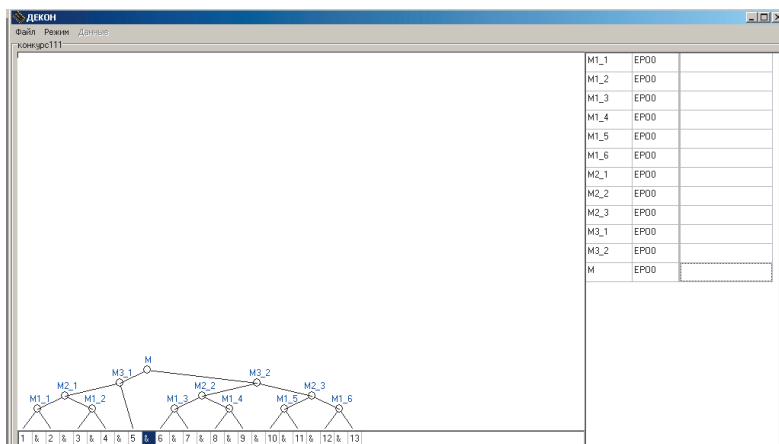 ДЕКОН
Файл Режим Данные
конкурс111
M1_1 EP00
M1_2 EP00
M1_3 EP00
M1_4 EP00
M1_5 EP00
M1_6 EP00
M2_1 EP00
M2_2 EP00
M2_3 EP00
M3_1 EP00
M3_2 EP00
M EP00
M
M3_1 M3_2
M2_1 M2_2 M2_3
M1_1 M1_2 M1_3 M1_4 M1_5 M1_6
1 & 2 & 3 & 4 & 5 & 6 & 7 & 8 & 9 & 10 & 11 & 12 & 13